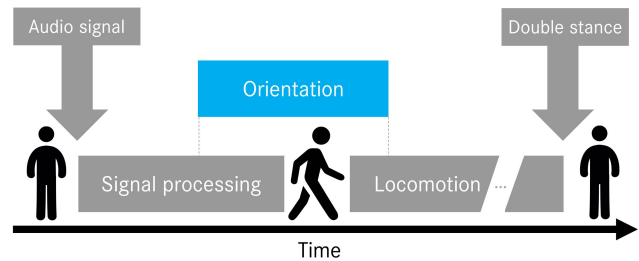 Audio signal
Double stance
Orientation
Signal processing
Locomotion
...
Time